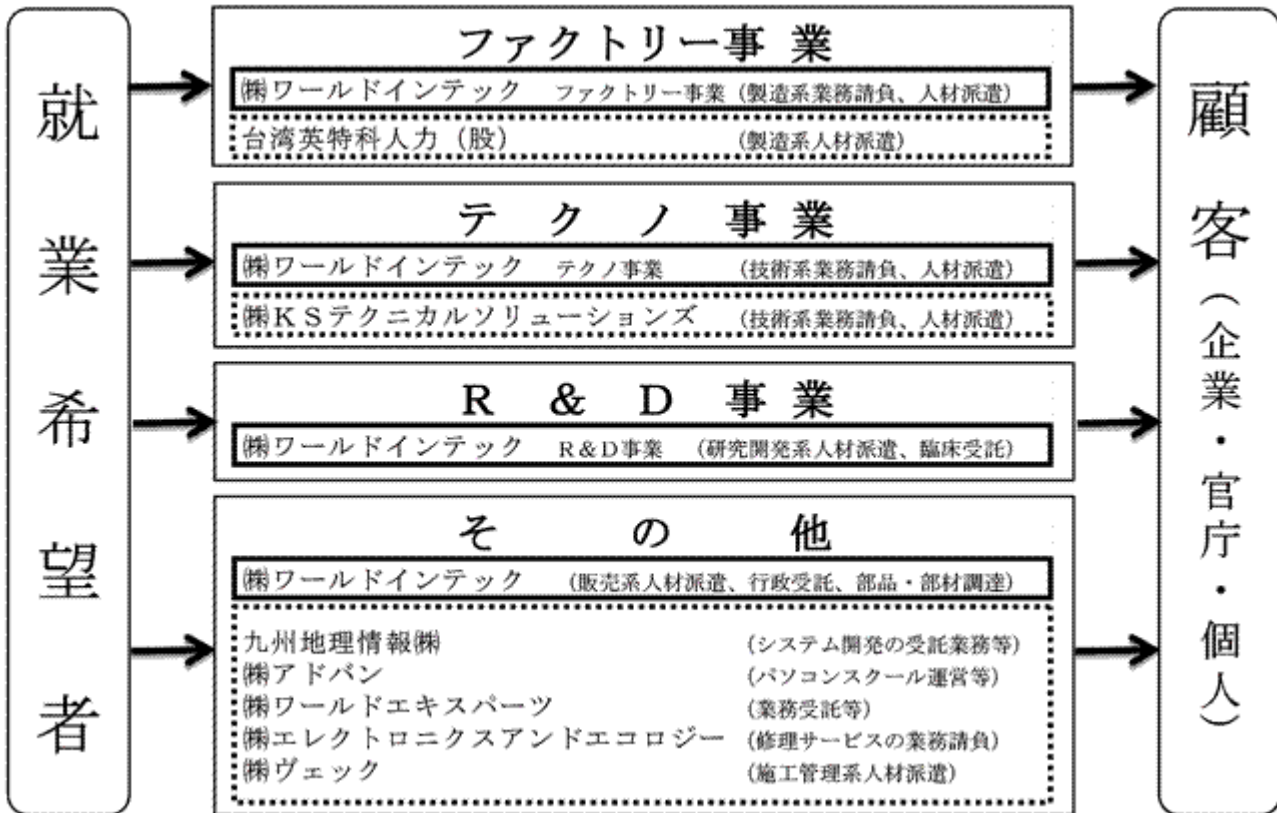 就業希望者
ファクトリー事業
㈱ワールドインテック ファクトリー事業（製造系業務請負、人材派遣）
台湾英特科人力（股） （製造系人材派遣）
テクノ事業
㈱ワールドインテック テクノ事業 （技術系業務請負、人材派遣）
㈱ＫＳテクニカルソリューションズ （技術系業務請負、人材派遣）
Ｒ＆Ｄ事業
㈱ワールドインテック Ｒ＆Ｄ事業 （研究開発系人材派遣、臨床受託）
その他
㈱ワールドインテック （販売系人材派遣、行政受託、部品・部材調達）
九州地理情報㈱ （システム開発の受託業務等）
㈱アドバン （パソコンスクール運営等）
㈱ワールドエキスパーツ （業務受託等）
㈱エレクトロニクスアンドエコロジー （修理サービスの業務請負）
㈱ヴェック （施工管理系人材派遣）
顧客（企業・官庁・個人）